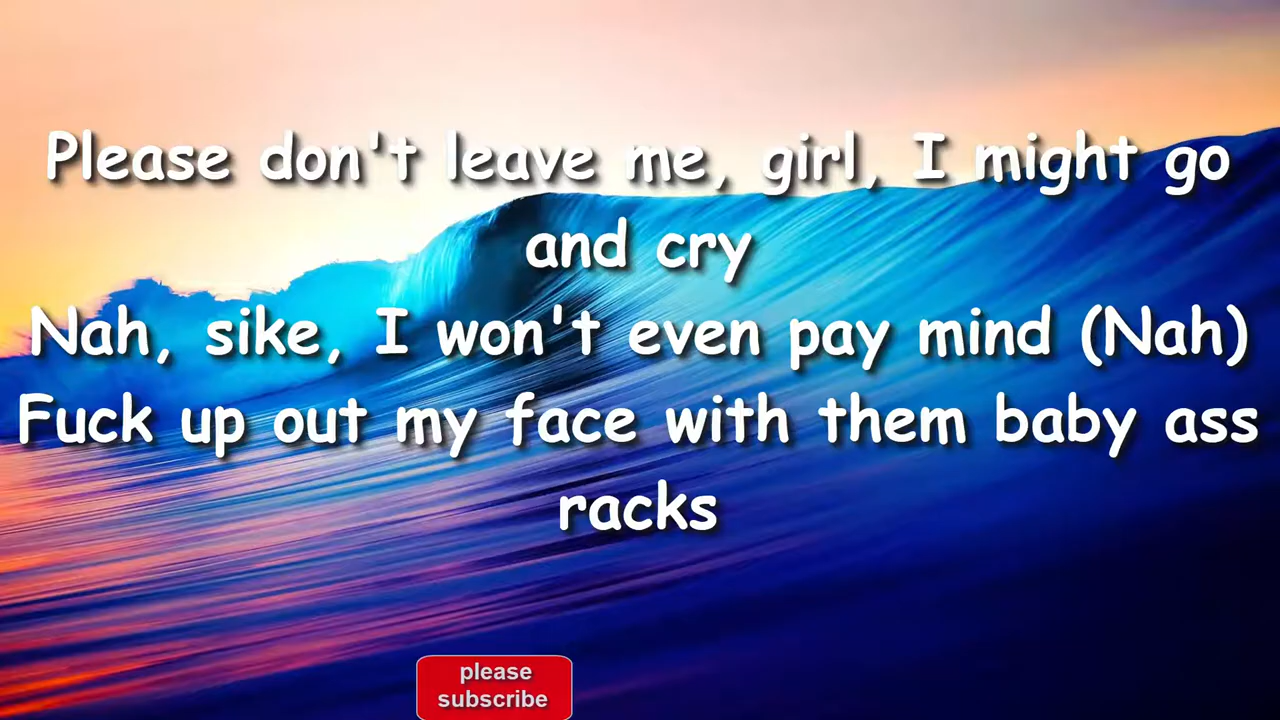 Please don't leave me, girl, I might go
and cry
Nah, sike, I won't even pay mind (Nah)
Fuck up out my face with them baby ass
racks
please
subscribe